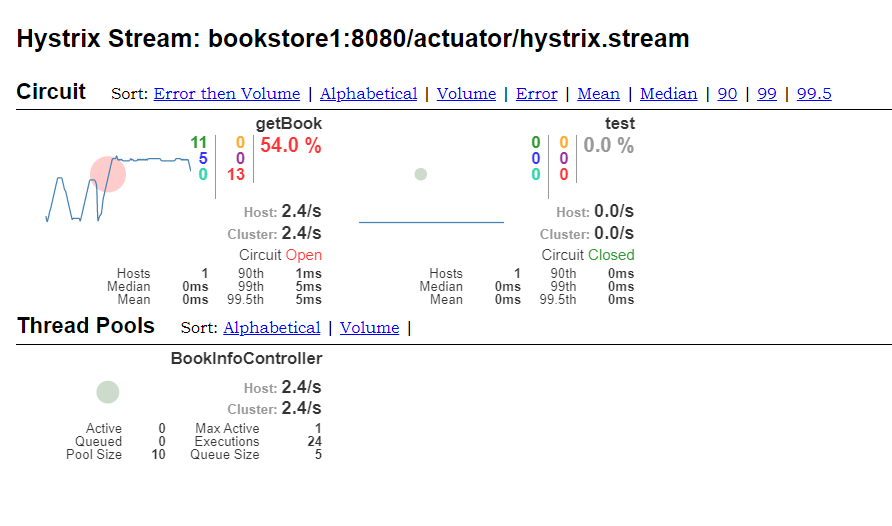 Hystrix Stream: bookstore1:8080/actuator/hystrix.stream
Circuit Sort: Error then Volume | Alphabetical | Volume | Error | Mean | Median | 90 | 99 | 99.5
getBook
11 0 54.0 %
5 0
0 13
Host: 2.4/s
Cluster: 2.4/s
Circuit Open
Hosts 1 90th 1ms
Median 0ms 99th 5ms
Mean 0ms 99.5th 5ms
test
0 0 0.0 %
0 0
0 0
Host: 0.0/s
Cluster: 0.0/s
Circuit Closed
Hosts 1 90th 0ms
Median 0ms 99th 0ms
Mean 0ms 99.5th 0ms
Thread Pools Sort: Alphabetical | Volume |
BookInfoController
Host: 2.4/s
Cluster: 2.4/s
Active 0 Max Active 1
Queued 0 Executions 24
Pool Size 10 Queue Size 5